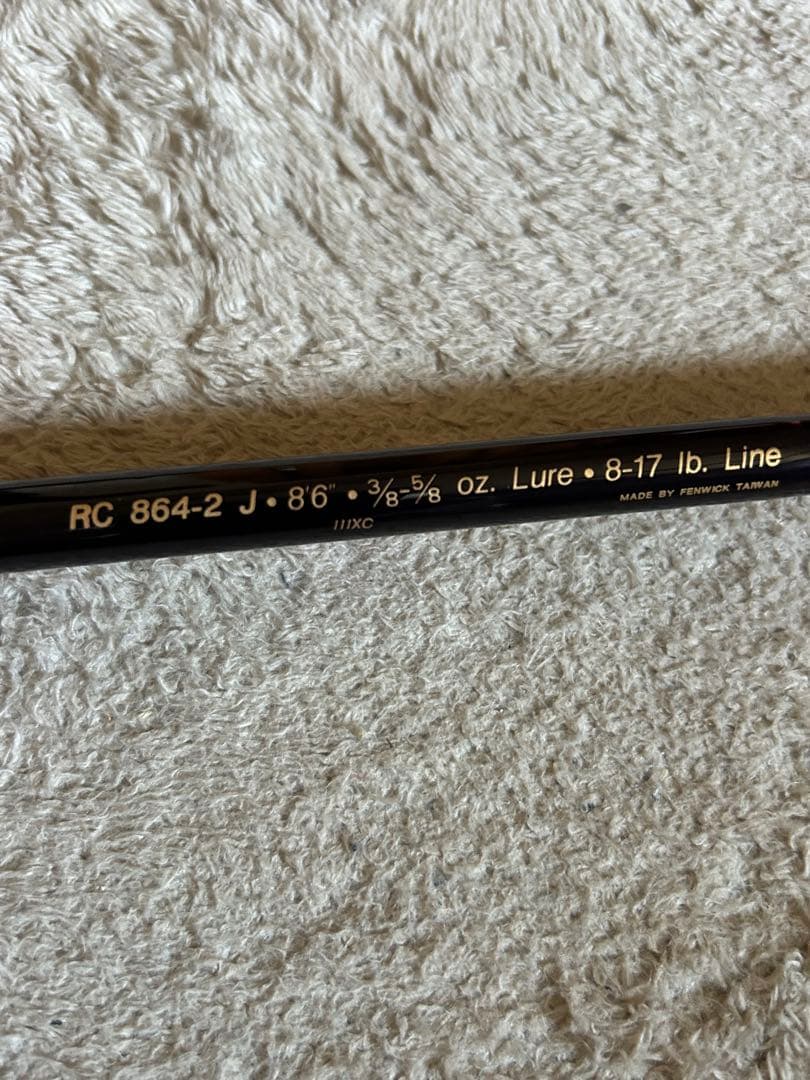 RC 864-2 J • 8'6" • 3/8-5/8 oz. Lure • 8-17 lb. Line
IIIXC
MADE BY FENWICK TAIWAN